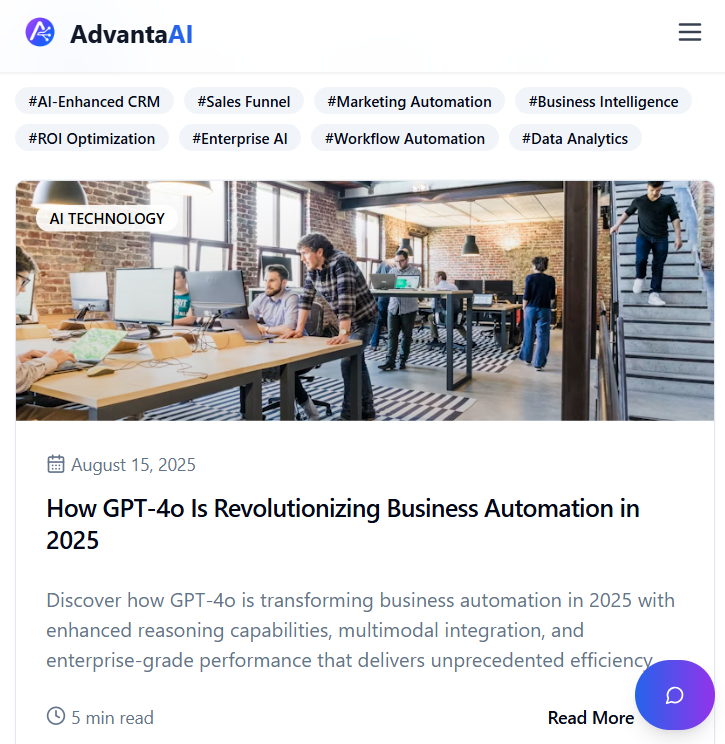 AdvantaAI
#AI-Enhanced CRM #Sales Funnel #Marketing Automation #Business Intelligence
#ROI Optimization #Enterprise AI #Workflow Automation #Data Analytics
AI TECHNOLOGY
August 15, 2025
How GPT-4o Is Revolutionizing Business Automation in
2025
Discover how GPT-4o is transforming business automation in 2025 with
enhanced reasoning capabilities, multimodal integration, and
enterprise-grade performance that delivers unprecedented efficiency
5 min read Read More